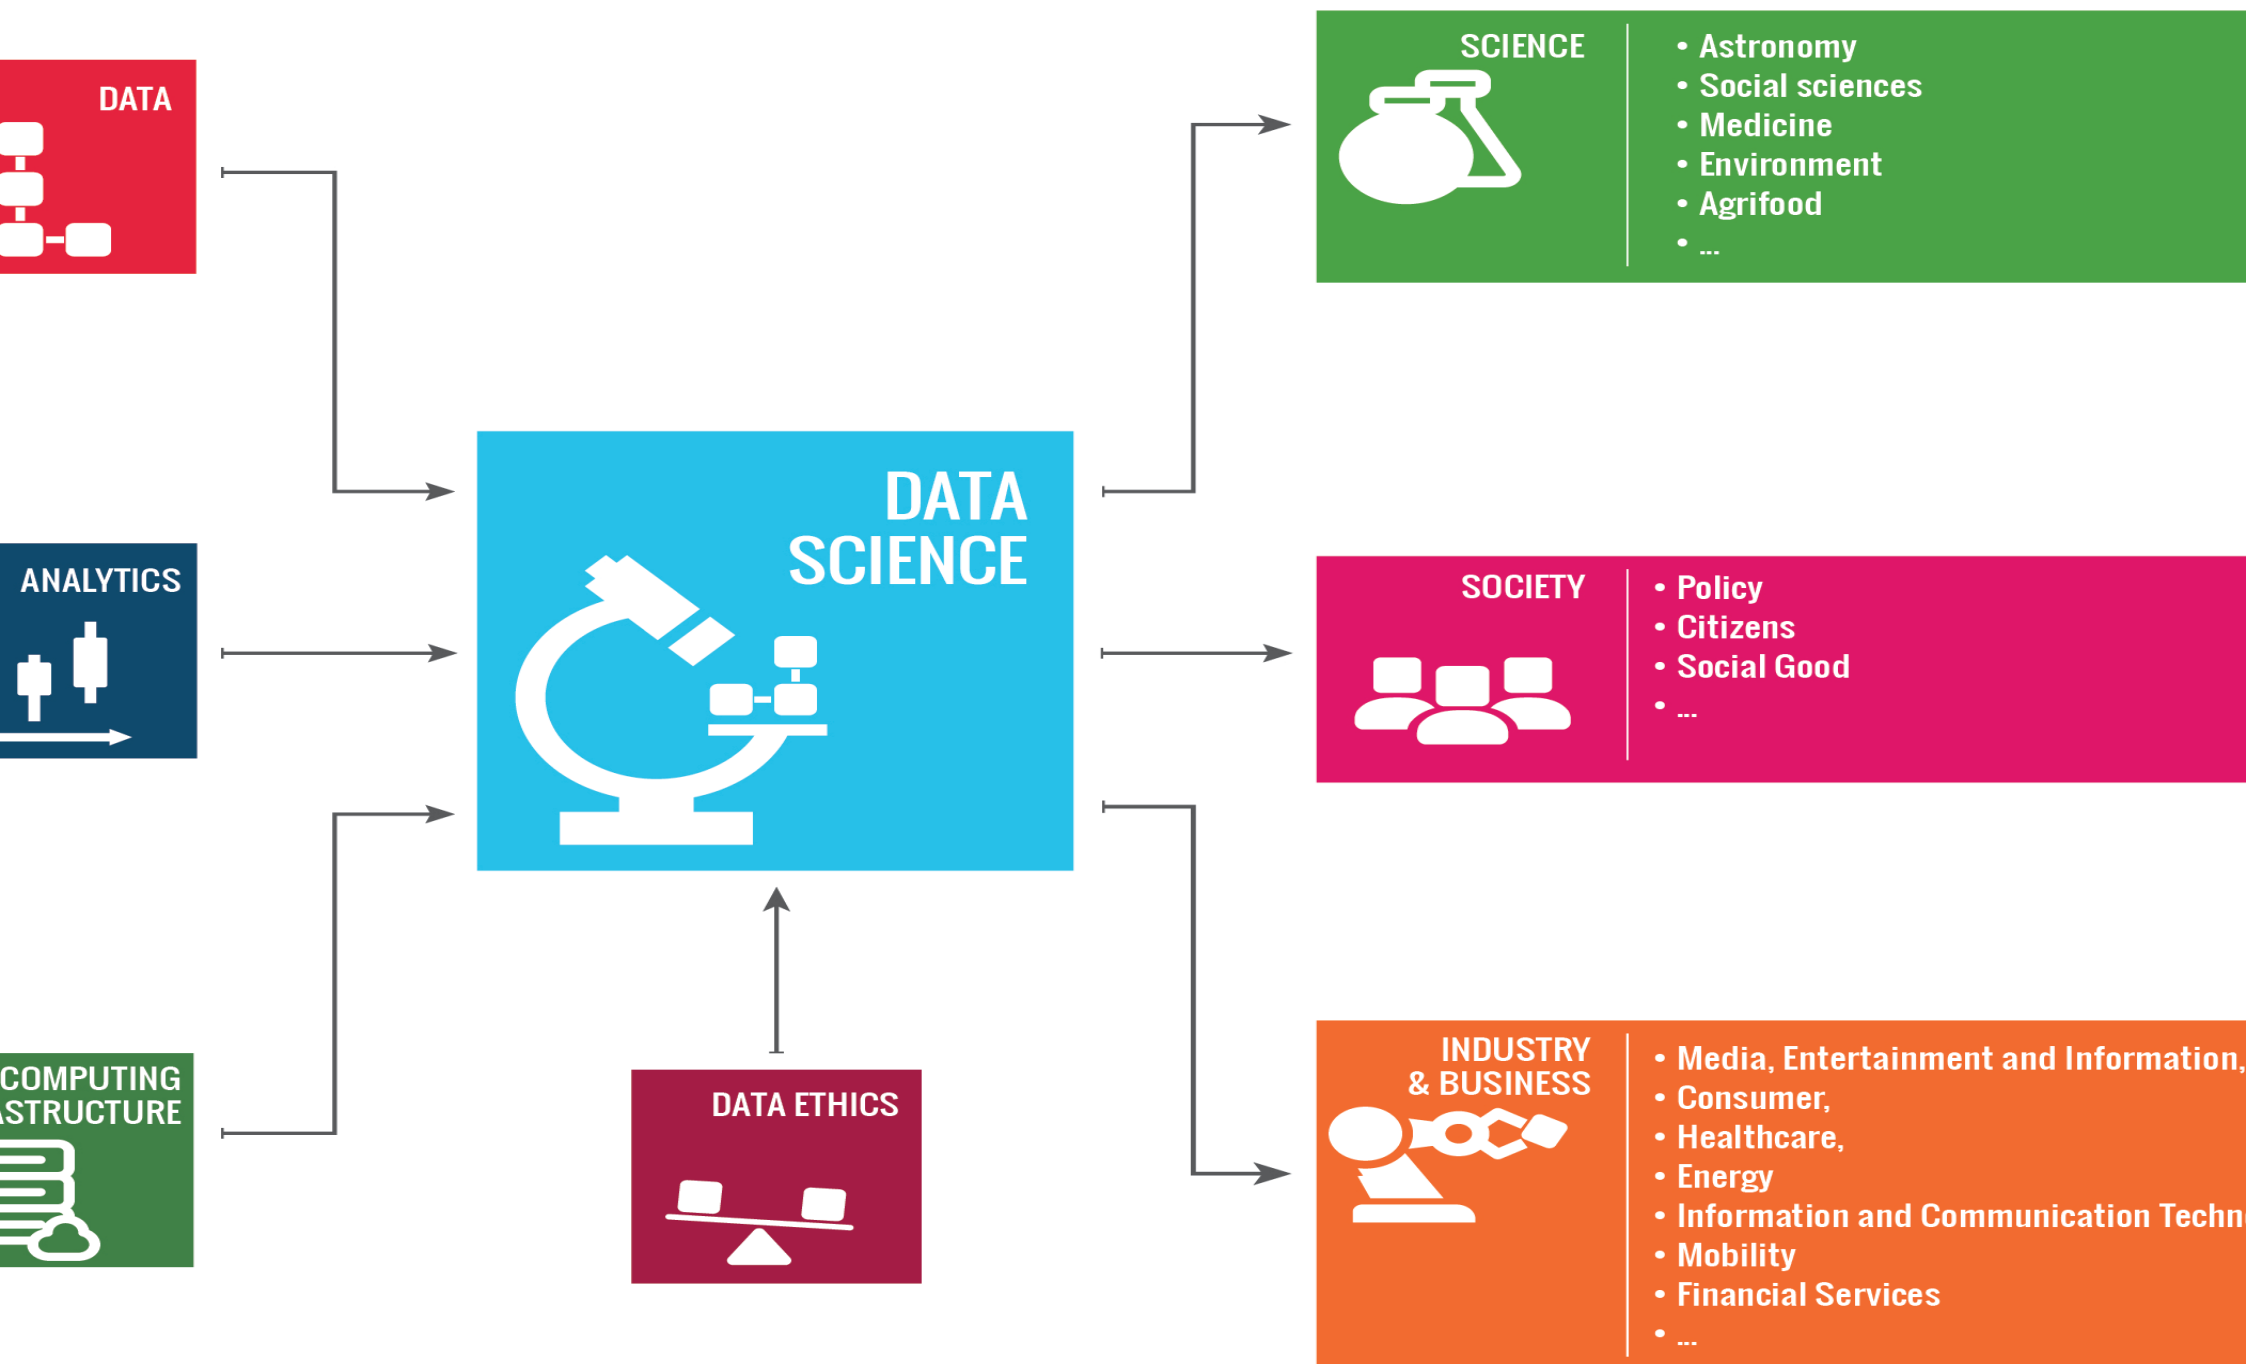 DATA
ANALYTICS
COMPUTING
ASTRUCTURE
DATA
SCIENCE
DATA ETHICS
SCIENCE
• Astronomy
• Social sciences
• Medicine
• Environment
• Agrifood
• ...
SOCIETY
• Policy
• Citizens
• Social Good
• ...
INDUSTRY
& BUSINESS
• Media, Entertainment and Information,
• Consumer,
• Healthcare,
• Energy
• Information and Communication Techn
• Mobility
• Financial Services
• ...